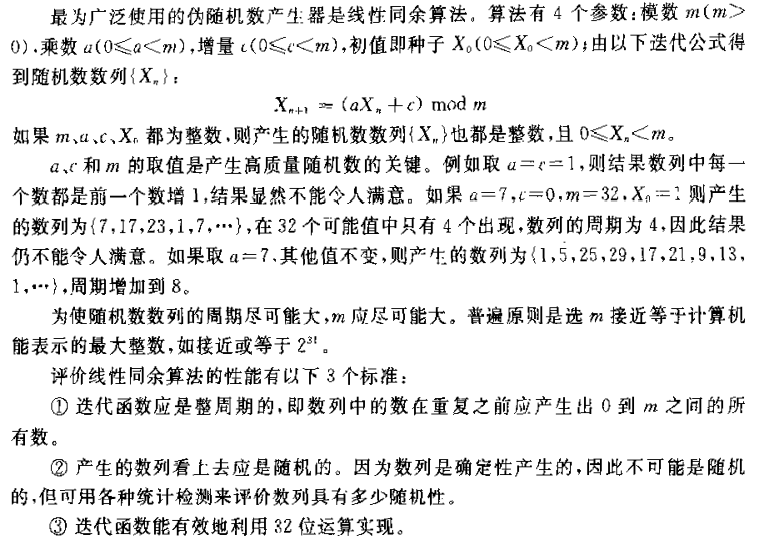 最为广泛使用的伪随机数产生器是线性同余算法。算法有 4 个参数:模数 m(m>
0),乘数 a(0≤a<m),增量 c(0≤c<m),初值即种子 X₀(0≤X₀<m);由以下迭代公式得
到随机数数列{Xₙ}:
Xₙ₊₁ = (aXₙ + c) mod m
如果 m、a、c、X₀ 都为整数,则产生的随机数数列{Xₙ}也都是整数,且 0≤Xₙ<m。
a、c 和 m 的取值是产生高质量随机数的关键。例如取 a=c=1,则结果数列中每一
个数都是前一个数增 1,结果显然不能令人满意。如果 a=7,c=0,m=32,X₀=1 则产生
的数列为{7,17,23,1,7,…},在 32 个可能值中只有 4 个出现,数列的周期为 4,因此结果
仍不能令人满意。如果取 a=7、其他值不变,则产生的数列为{1,5,25,29,17,21,9,13,
1,…},周期增加到 8。
为使随机数数列的周期尽可能大,m 应尽可能大。普遍原则是选 m 接近等于计算机
能表示的最大整数,如接近或等于 2³¹。
评价线性同余算法的性能有以下 3 个标准:
① 迭代函数应是整周期的,即数列中的数在重复之前应产生出 0 到 m 之间的所
有数。
② 产生的数列看上去应是随机的。因为数列是确定性产生的,因此不可能是随机
的,但可用各种统计检测来评价数列具有多少随机性。
③ 迭代函数能有效地利用 32 位运算实现。